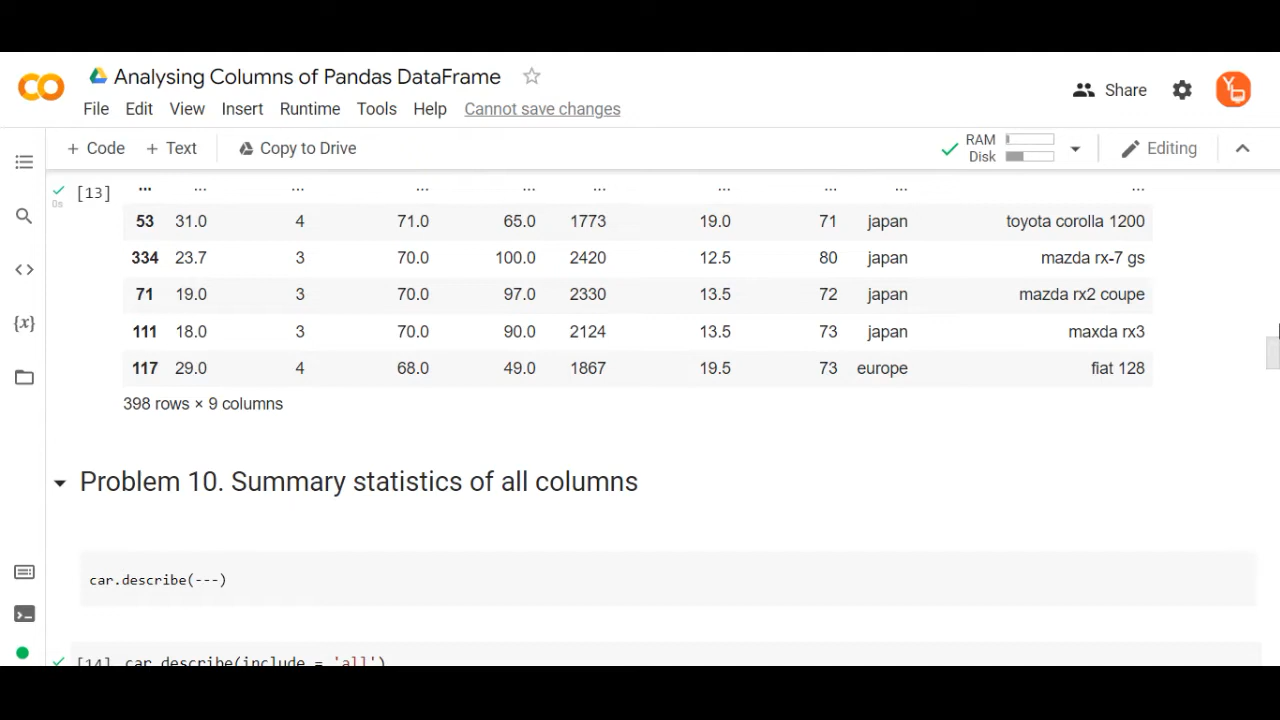 Analysing Columns of Pandas DataFrame
File Edit View Insert Runtime Tools Help Cannot save changes
Share
+ Code + Text Copy to Drive
RAM
Disk
Editing
[13]
0s
... ... ... ... ... ... ... ... ... ...
53 31.0 4 71.0 65.0 1773 19.0 71 japan toyota corolla 1200
334 23.7 3 70.0 100.0 2420 12.5 80 japan mazda rx-7 gs
71 19.0 3 70.0 97.0 2330 13.5 72 japan mazda rx2 coupe
111 18.0 3 70.0 90.0 2124 13.5 73 japan maxda rx3
117 29.0 4 68.0 49.0 1867 19.5 73 europe fiat 128
398 rows × 9 columns
Problem 10. Summary statistics of all columns
car.describe(---)
[14] car.describe(include = 'all')